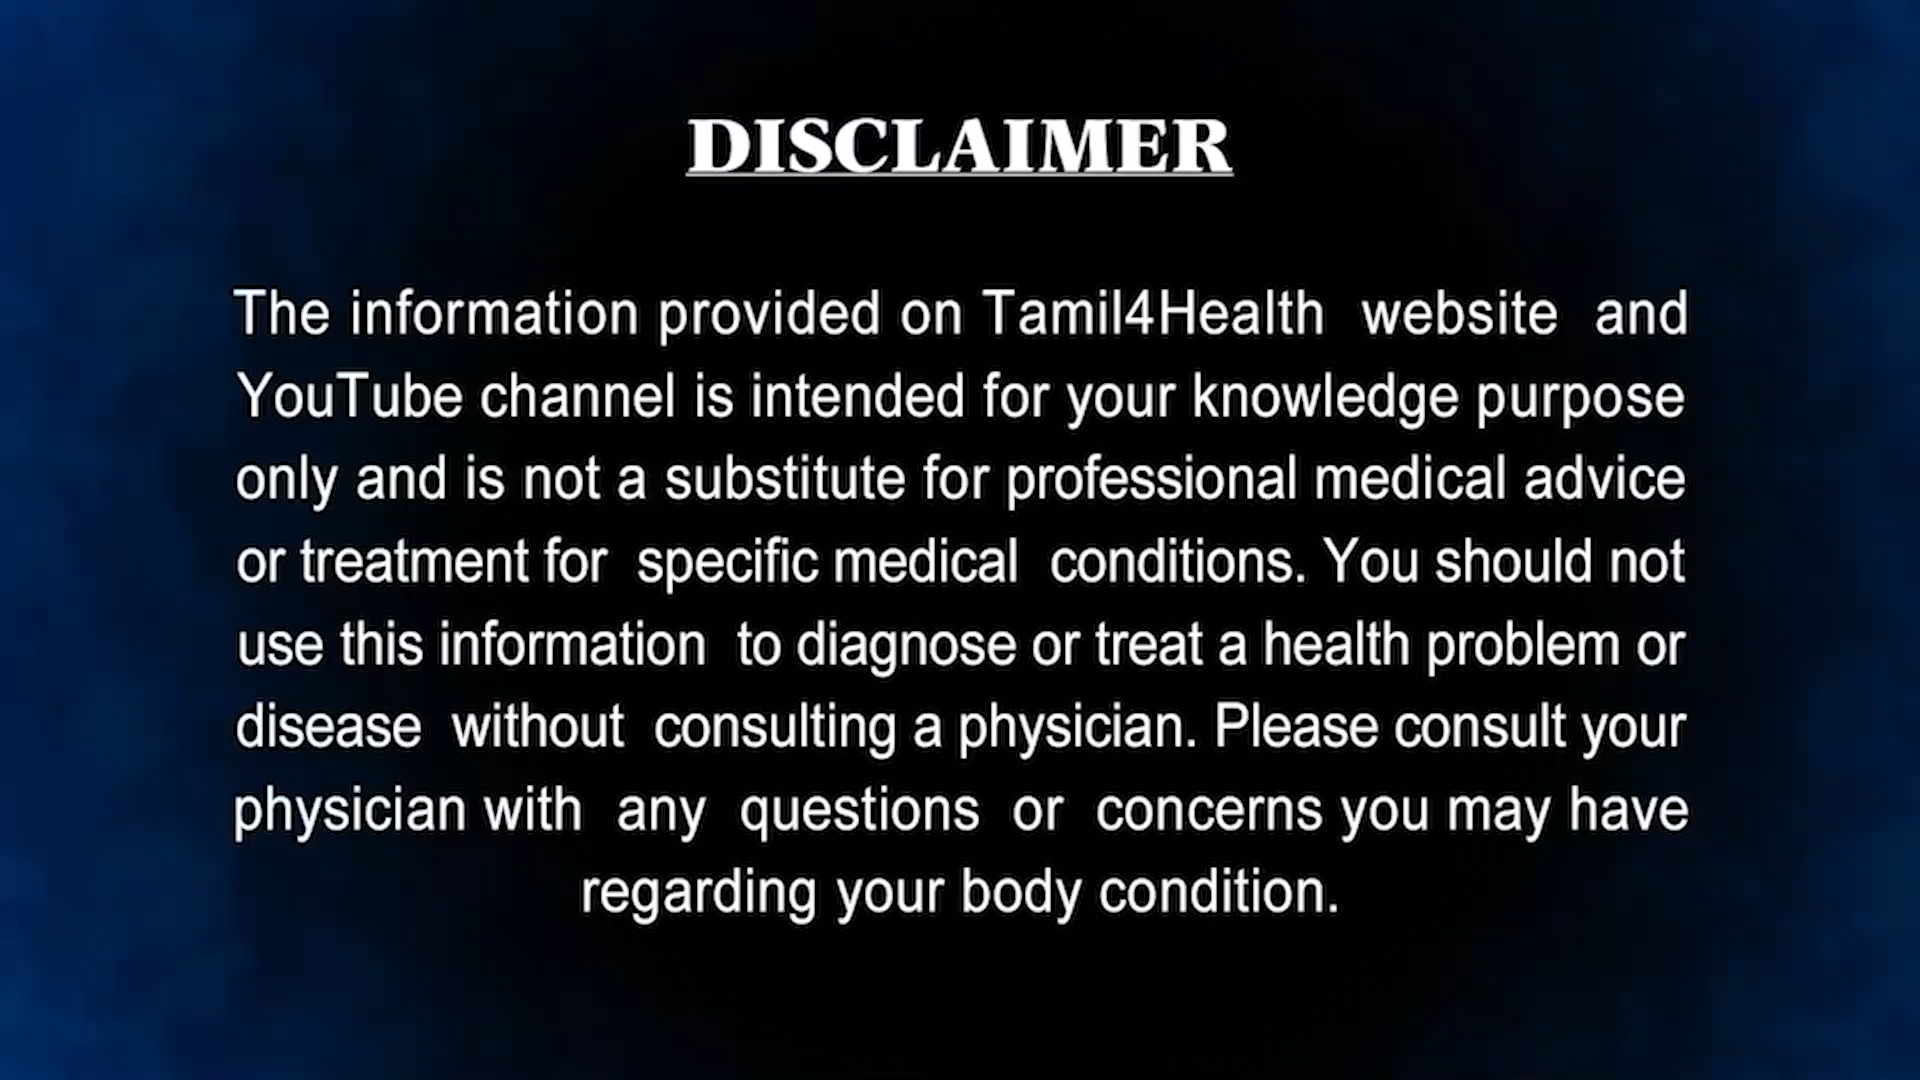 DISCLAIMER
The information provided on Tamil4Health website and
YouTube channel is intended for your knowledge purpose
only and is not a substitute for professional medical advice
or treatment for specific medical conditions. You should not
use this information to diagnose or treat a health problem or
disease without consulting a physician. Please consult your
physician with any questions or concerns you may have
regarding your body condition.